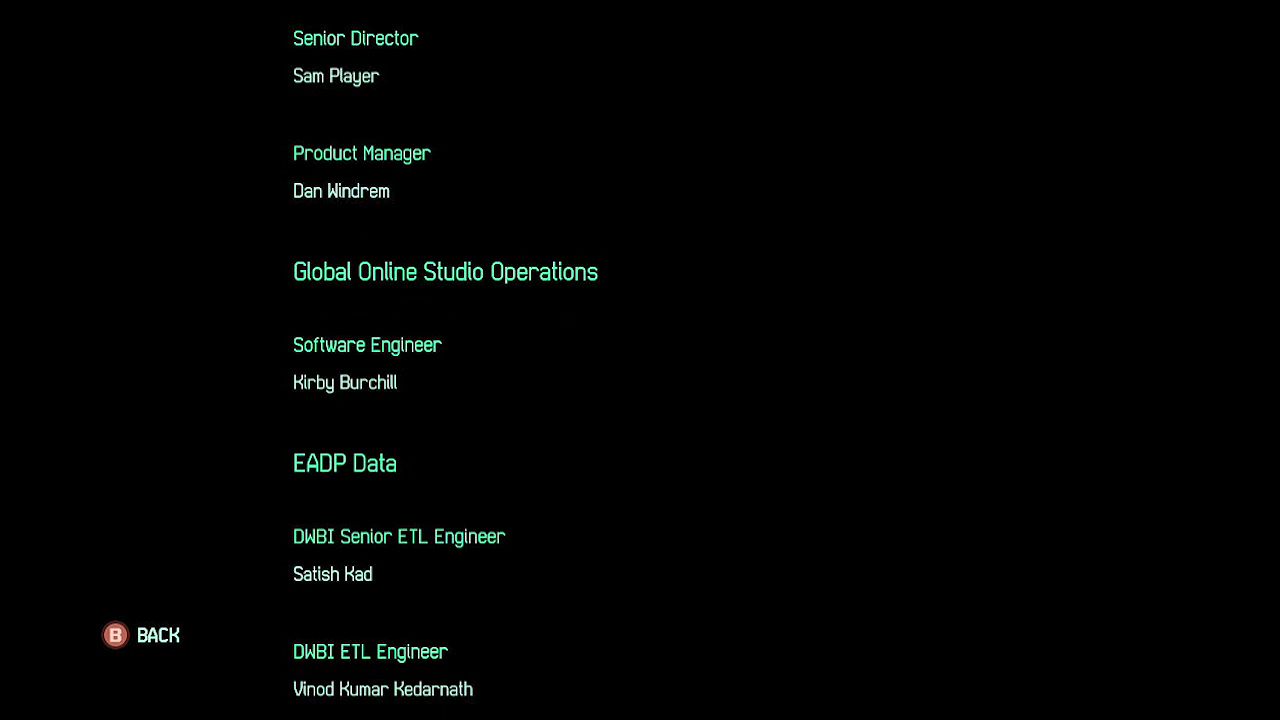 Senior Director
Sam Player
Product Manager
Dan Windrem
Global Online Studio Operations
Software Engineer
Kirby Burchill
EADP Data
DWBI Senior ETL Engineer
Satish Kad
B BACK
DWBI ETL Engineer
Vinod Kumar Kedarnath